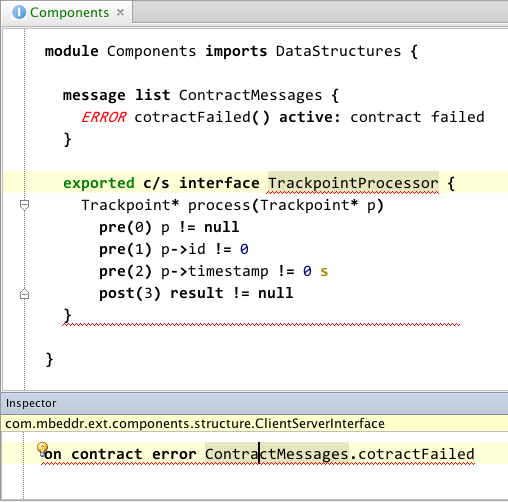 Components
module Components imports DataStructures {
message list ContractMessages {
ERROR cotractFailed() active: contract failed
}
exported c/s interface TrackpointProcessor {
Trackpoint* process(Trackpoint* p)
pre(0) p != null
pre(1) p->id != 0
pre(2) p->timestamp != 0 s
post(3) result != null
}
}
Inspector
com.mbeddr.ext.components.structure.ClientServerInterface
on contract error ContractMessages.cotractFailed